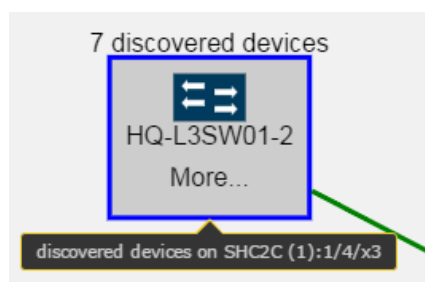 7 discovered devices
HQ-L3SW01-2
More...
discovered devices on SHC2C (1):1/4/x3